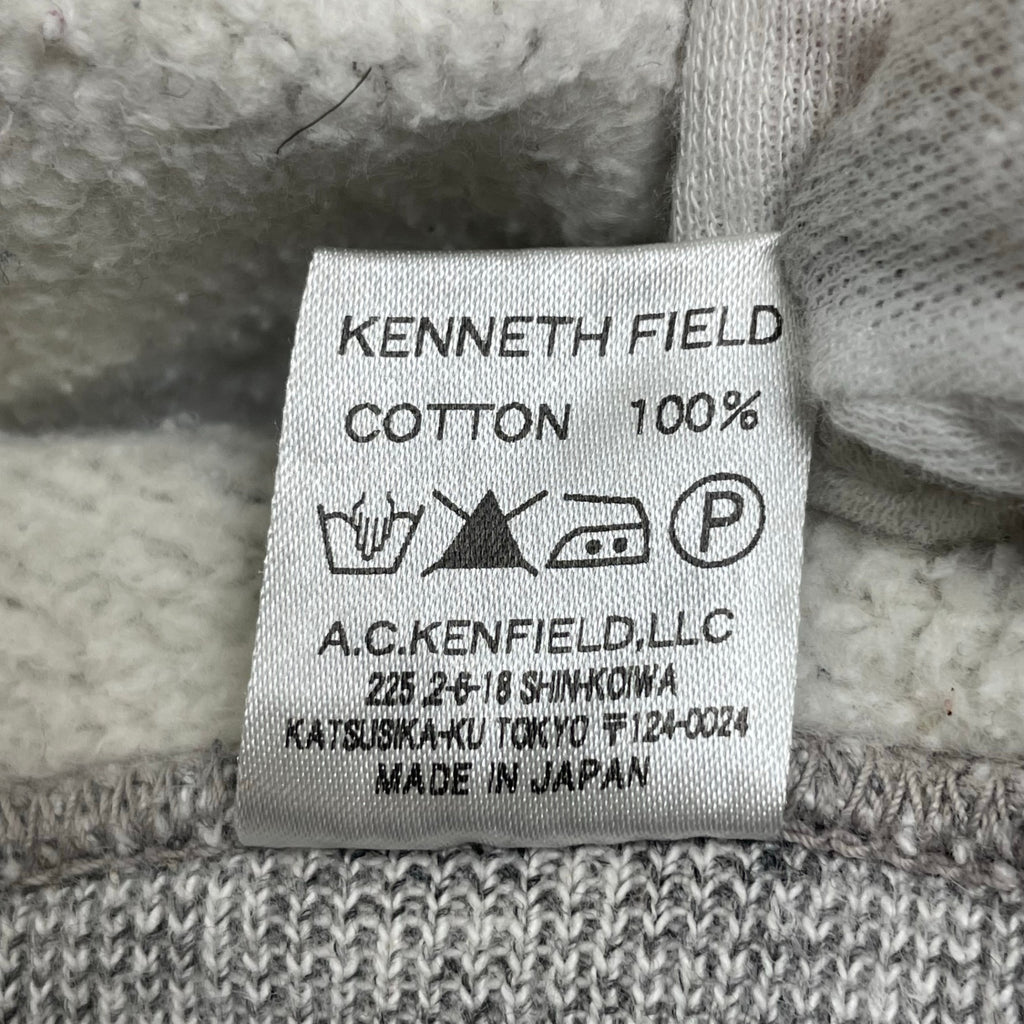 KENNETH FIELD
COTTON 100%
P
A.C.KENFIELD,LLC
225 2-6-18 SHIN-KOIWA
KATSUSIKA-KU TOKYO 〒124-0024
MADE IN JAPAN